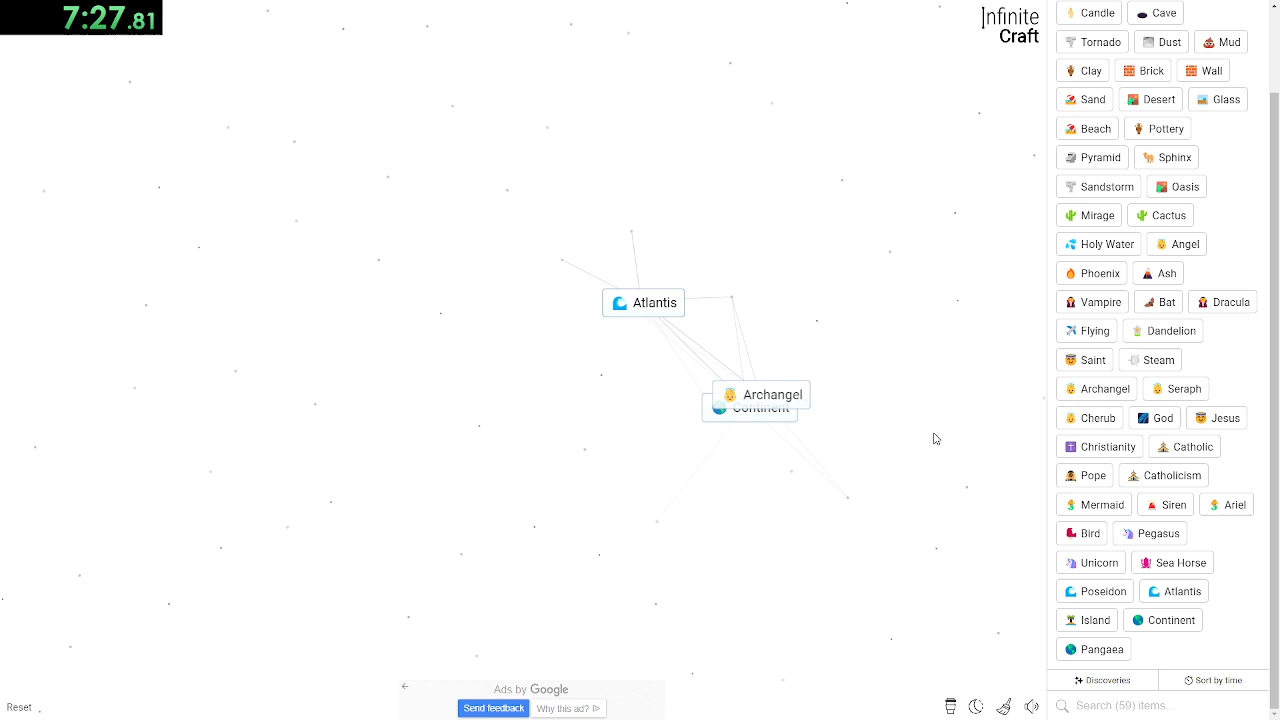 7:27.81
Infinite
Craft
Candle Cake
Tornado Dust Mud
Clay Brick Wall
Sand Desert Glass
Beach Pottery
Pyramid Sphinx
Sandstorm Oasis
Mirage Cactus
Holy Water Angel
Phoenix Ash
Bat Dracula
Flying Dandelion
Saint Steam
Archangel Seraph
Cherub God Jesus
Christianity Catholic
Pope Catholicism
Mermaid Siren Ariel
Bird Pegasus
Unicorn Sea Horse
Poseidon Atlantis
Island Continent
Pangaea
Atlantis
Archangel
Continent
Ads by Google
Send feedback Why this ad?
Reset
Discoveries Sort by time
Search (59) items...